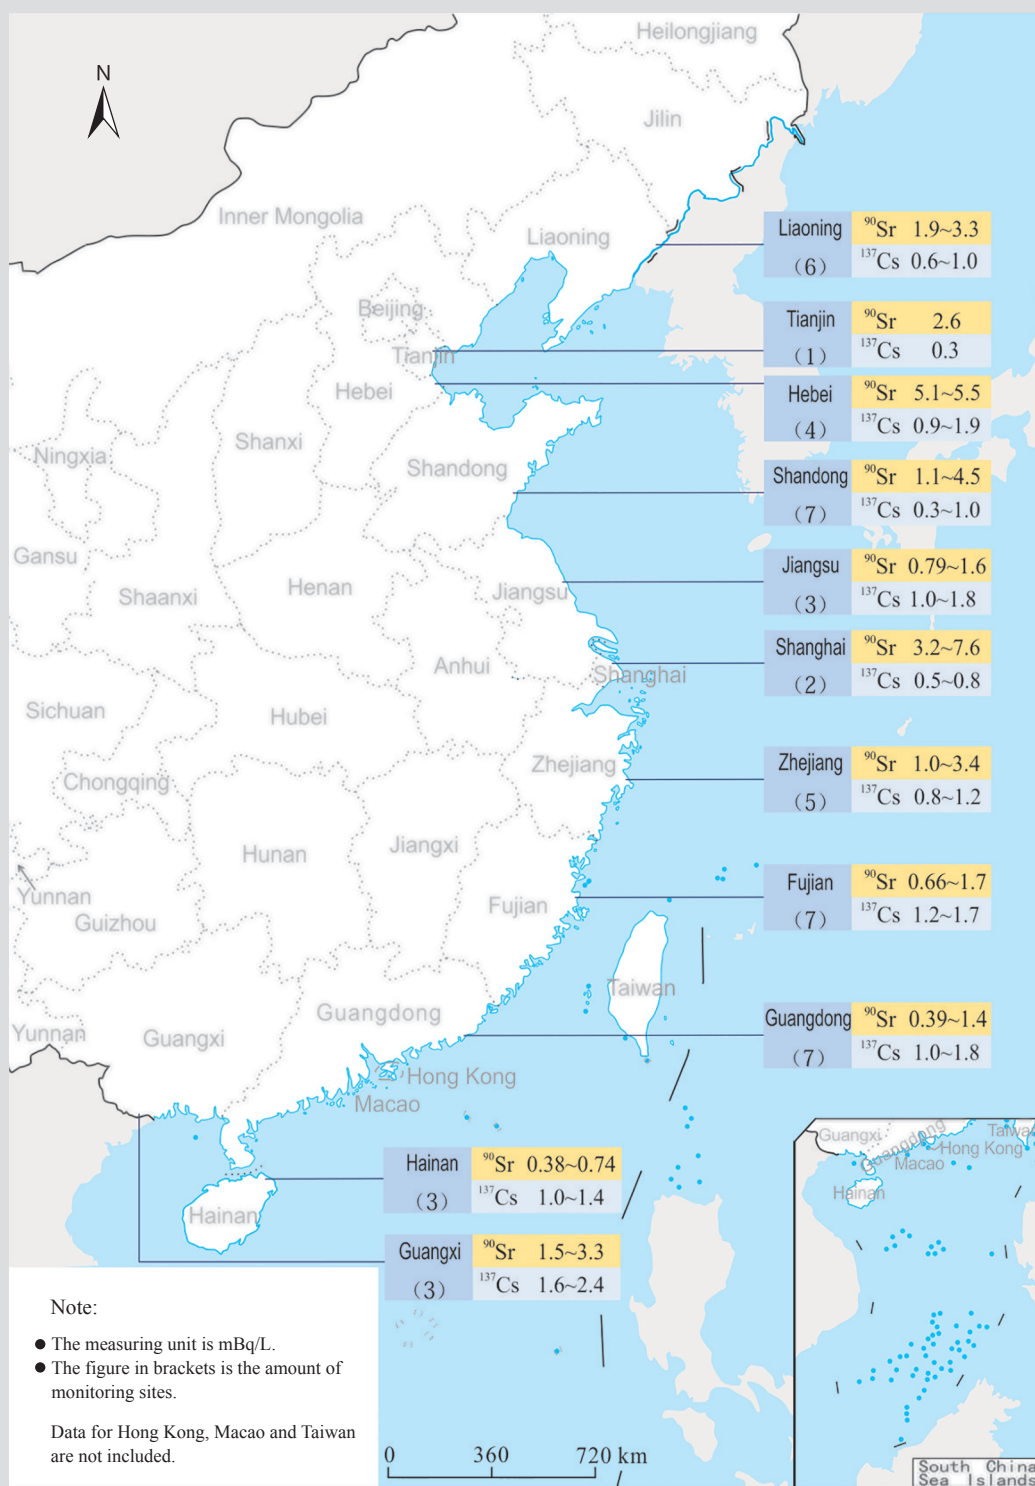 N
Heilongjiang
Jilin
Inner Mongolia
Liaoning
Beijing
Tianjin
Hebei
Shanxi
Ningxia
Shandong
Gansu
Shaanxi
Henan
Jiangsu
Anhui
Shanghai
Sichuan
Hubei
Chongqing
Zhejiang
Hunan
Jiangxi
Yunnan
Guizhou
Fujian
Taiwan
Guangdong
Yunnan
Guangxi
Hong Kong
Macao
Hainan
Liaoning
(6)
⁹⁰Sr 1.9~3.3
¹³⁷Cs 0.6~1.0
Tianjin
(1)
⁹⁰Sr 2.6
¹³⁷Cs 0.3
Hebei
(4)
⁹⁰Sr 5.1~5.5
¹³⁷Cs 0.9~1.9
Shandong
(7)
⁹⁰Sr 1.1~4.5
¹³⁷Cs 0.3~1.0
Jiangsu
(3)
⁹⁰Sr 0.79~1.6
¹³⁷Cs 1.0~1.8
Shanghai
(2)
⁹⁰Sr 3.2~7.6
¹³⁷Cs 0.5~0.8
Zhejiang
(5)
⁹⁰Sr 1.0~3.4
¹³⁷Cs 0.8~1.2
Fujian
(7)
⁹⁰Sr 0.66~1.7
¹³⁷Cs 1.2~1.7
Guangdong
(7)
⁹⁰Sr 0.39~1.4
¹³⁷Cs 1.0~1.8
Hainan
(3)
⁹⁰Sr 0.38~0.74
¹³⁷Cs 1.0~1.4
Guangxi
(3)
⁹⁰Sr 1.5~3.3
¹³⁷Cs 1.6~2.4
Note:
● The measuring unit is mBq/L.
● The figure in brackets is the amount of
monitoring sites.
Data for Hong Kong, Macao and Taiwan
are not included.
0 360 720 km
Guangxi
Guangdong
Taiwan
Hong Kong
Macao
Hainan
South China
Sea Islands